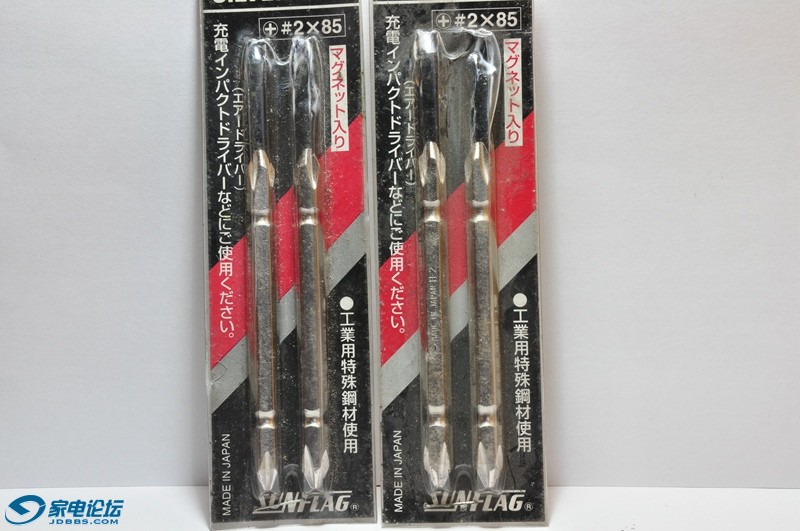 ⊕#2×85
マグネット入り
(エアードライバー)
充電インパクトドライバーなどにご使用ください。
●工業用特殊鋼材使用
MADE IN JAPAN
SUNFLAG®
⊕#2×85
マグネット入り
(エアードライバー)
充電インパクトドライバーなどにご使用ください。
●工業用特殊鋼材使用
MADE IN JAPAN
SUNFLAG®
家电论坛
JDBBS.COM